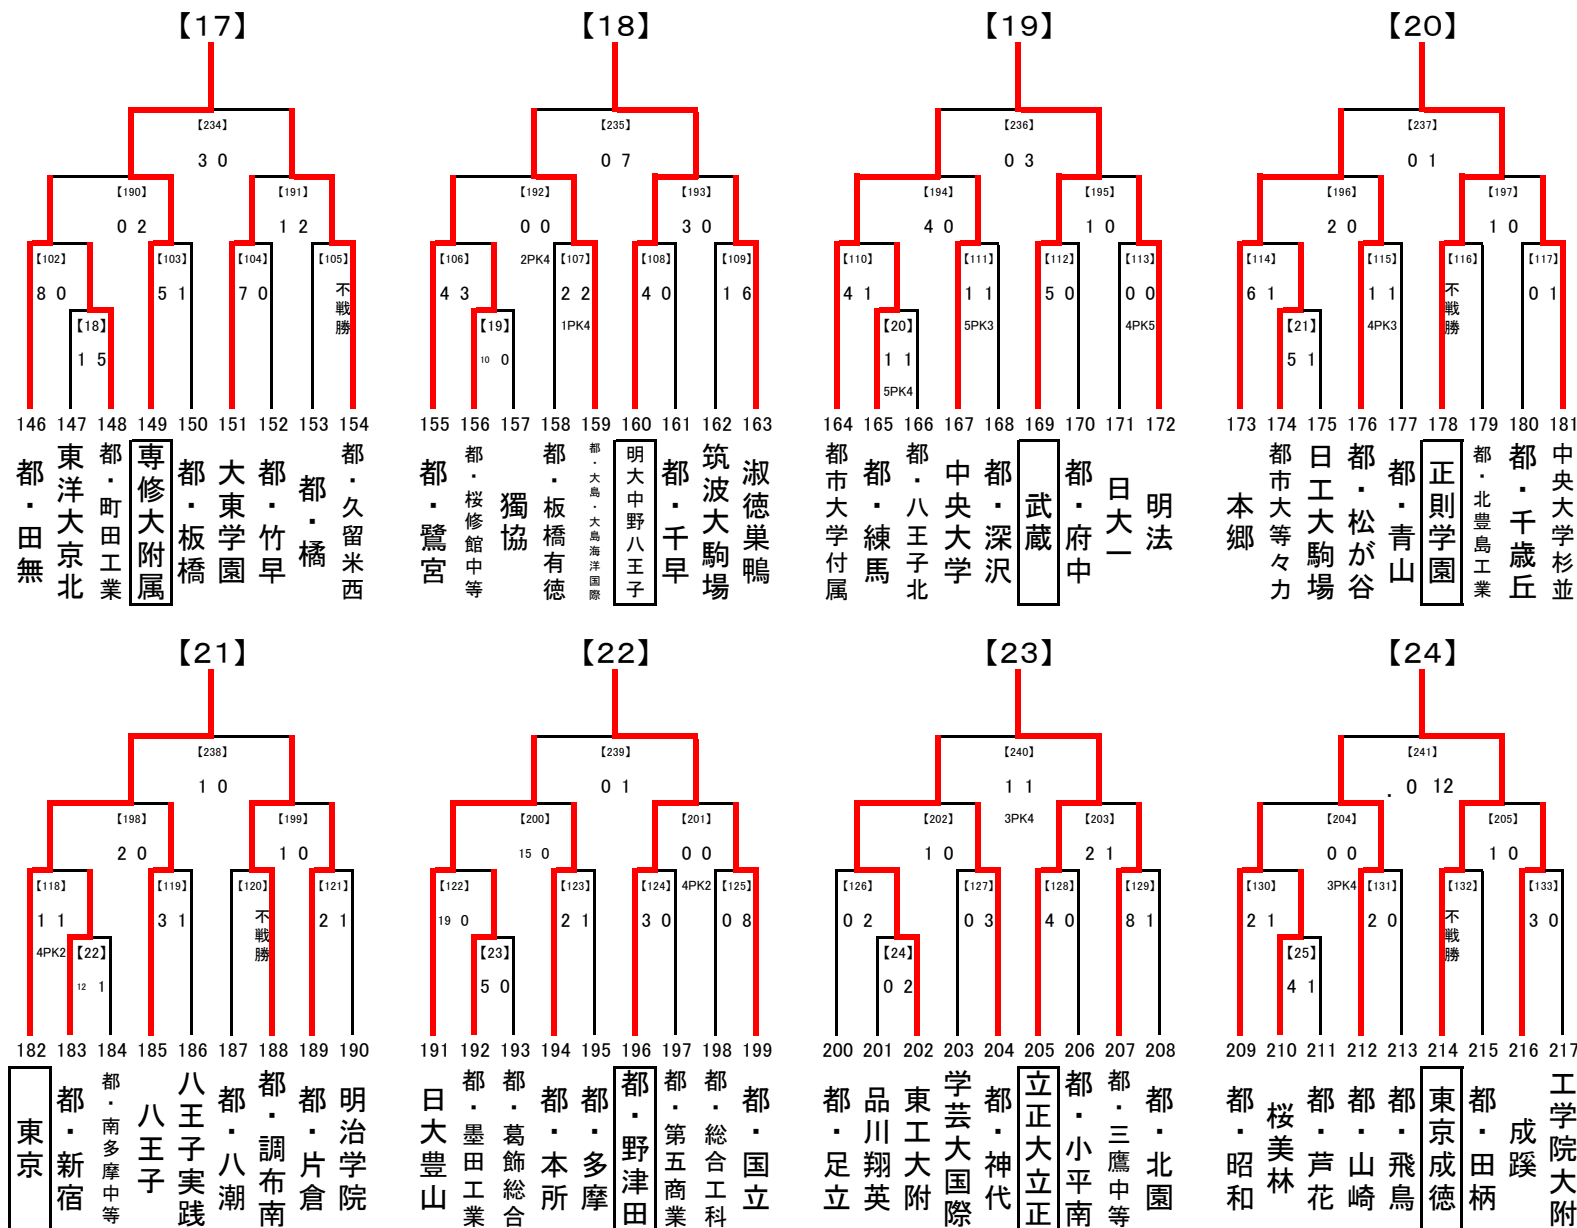 【17】 【18】 【19】 【20】
【234】 【235】 【236】 【237】
3 0 0 7 0 3 0 1
【190】 【191】 【192】 【193】 【194】 【195】 【196】 【197】
0 2 1 2 0 0 3 0 4 0 1 0 2 0 1 0
2PK4
【102】 【103】 【104】 【105】 【106】 【107】 【108】 【109】 【110】 【111】 【112】 【113】 【114】 【115】 【116】 【117】
8 0 5 1 7 0 不戦勝 4 3 2 2 4 0 1 6 4 1 1 1 5 0 0 0 6 1 1 1 不戦勝 0 1
1PK4 5PK3 4PK5 4PK3
【18】 【19】 【20】 【21】
1 5 10 0 1 1 5 1
5PK4
146 147 148 149 150 151 152 153 154 155 156 157 158 159 160 161 162 163 164 165 166 167 168 169 170 171 172 173 174 175 176 177 178 179 180 181
都・田無
東洋大京北
都・町田工業
専修大附属
都・板橋
大東学園
都・竹早
都・橘
都・久留米西
都・鷺宮
都・桜修館中等
獨協
都・板橋有徳
都・大島・大島海洋国際
明大中野八王子
都・千早
筑波大駒場
淑徳巣鴨
都市大学付属
都・練馬
都・八王子北
中央大学
都・深沢
武蔵
都・府中
日大一
明法
本郷
都市大等々力
日工大駒場
都・松が谷
都・青山
正則学園
都・北豊島工業
都・千歳丘
中央大学杉並
【21】 【22】 【23】 【24】
【238】 【239】 【240】 【241】
1 0 0 1 1 1 . 0 12
3PK4
【198】 【199】 【200】 【201】 【202】 【203】 【204】 【205】
2 0 1 0 15 0 0 0 1 0 2 1 0 0 1 0
4PK2 3PK4
【118】 【119】 【120】 【121】 【122】 【123】 【124】 【125】 【126】 【127】 【128】 【129】 【130】 【131】 【132】 【133】
1 1 3 1 不戦勝 2 1 19 0 2 1 3 0 0 8 0 2 0 3 4 0 8 1 2 1 2 0 不戦勝 3 0
4PK2
【22】 【23】 【24】 【25】
12 1 5 0 0 2 4 1
182 183 184 185 186 187 188 189 190 191 192 193 194 195 196 197 198 199 200 201 202 203 204 205 206 207 208 209 210 211 212 213 214 215 216 217
東京
都・新宿
都・南多摩中等
八王子
八王子実践
都・八潮
都・調布南
都・片倉
明治学院
日大豊山
都・墨田工業
都・葛飾総合
都・本所
都・多摩
都・野津田
都・第五商業
都・総合工科
都・国立
都・足立
品川翔英
東工大附
学芸大国際
都・神代
立正大立正
都・小平南
都・三鷹中等
都・北園
都・昭和
桜美林
都・芦花
都・山崎
都・飛鳥
東京成徳
都・田柄
成蹊
工学院大附